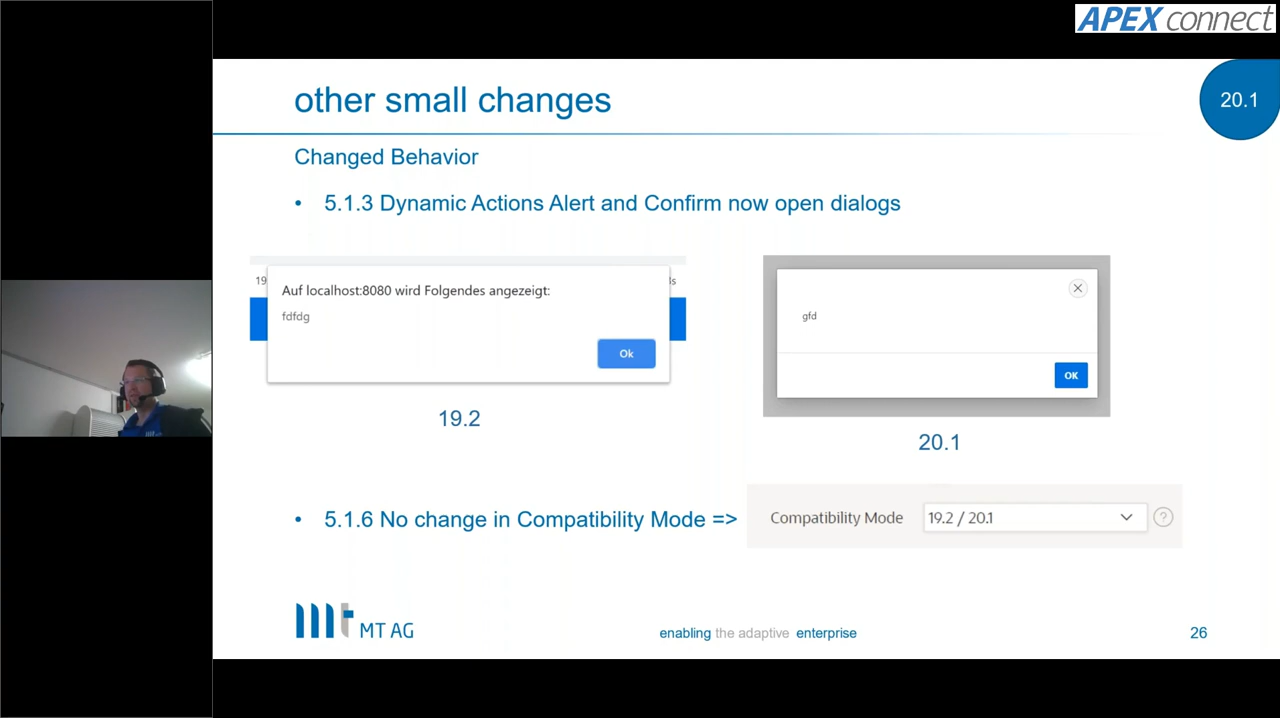 APEX connect
other small changes
20.1
Changed Behavior
• 5.1.3 Dynamic Actions Alert and Confirm now open dialogs
19
Auf localhost:8080 wird Folgendes angezeigt:
fdfdg
Ok
gfd
OK
19.2
20.1
• 5.1.6 No change in Compatibility Mode =>
Compatibility Mode 19.2 / 20.1 ?
mt MT AG
enabling the adaptive enterprise
26